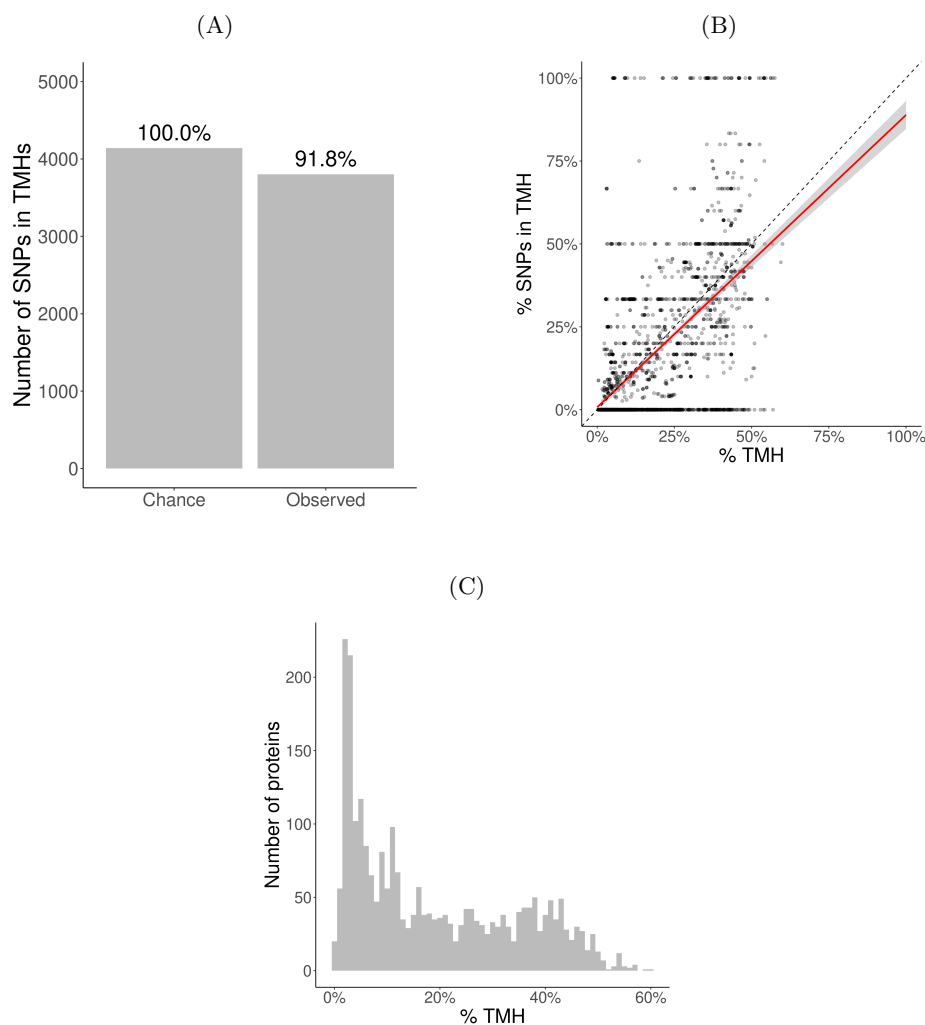 (A)
Number of SNPs in TMHs
5000
4000
3000
2000
1000
0
100.0%
91.8%
Chance
Observed
(B)
% SNPs in TMH
100%
75%
50%
25%
0%
0%
25%
50%
75%
100%
% TMH
(C)
Number of proteins
200
150
100
50
0
0%
20%
40%
60%
% TMH